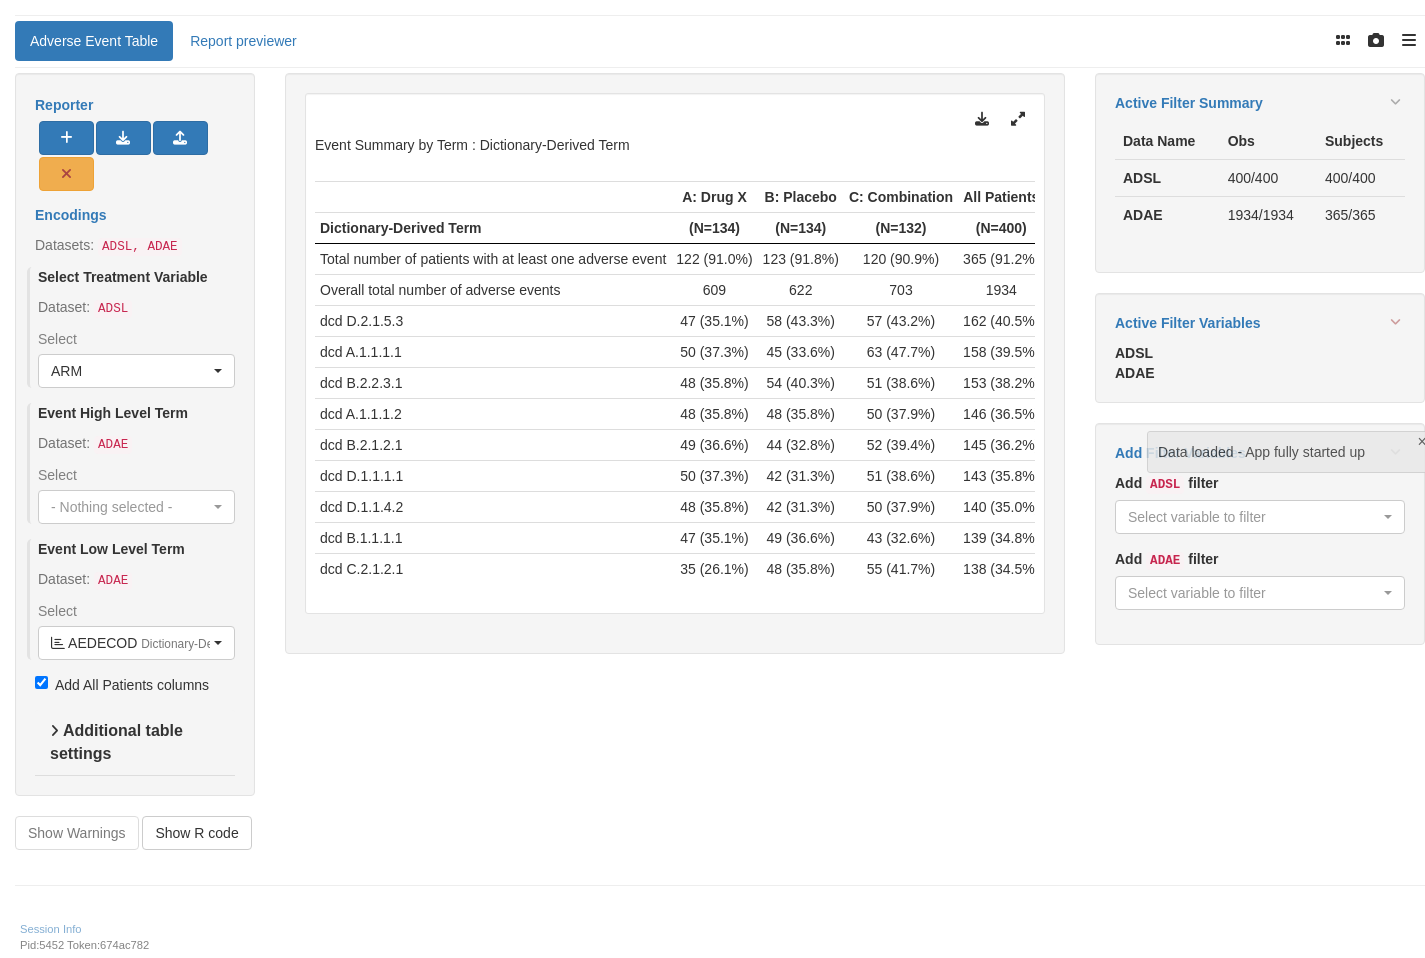 Adverse Event Table
Report previewer
Reporter
Encodings
Datasets: ADSL, ADAE
Select Treatment Variable
Dataset: ADSL
Select
ARM
Event High Level Term
Dataset: ADAE
Select
- Nothing selected -
Event Low Level Term
Dataset: ADAE
Select
AEDECOD Dictionary-De
Add All Patients columns
Additional table
settings
Show Warnings
Show R code
Event Summary by Term : Dictionary-Derived Term
A: Drug X B: Placebo C: Combination All Patients
Dictionary-Derived Term (N=134) (N=134) (N=132) (N=400)
Total number of patients with at least one adverse event 122 (91.0%) 123 (91.8%) 120 (90.9%) 365 (91.2%
Overall total number of adverse events 609 622 703 1934
dcd D.2.1.5.3 47 (35.1%) 58 (43.3%) 57 (43.2%) 162 (40.5%
dcd A.1.1.1.1 50 (37.3%) 45 (33.6%) 63 (47.7%) 158 (39.5%
dcd B.2.2.3.1 48 (35.8%) 54 (40.3%) 51 (38.6%) 153 (38.2%
dcd A.1.1.1.2 48 (35.8%) 48 (35.8%) 50 (37.9%) 146 (36.5%
dcd B.2.1.2.1 49 (36.6%) 44 (32.8%) 52 (39.4%) 145 (36.2%
dcd D.1.1.1.1 50 (37.3%) 42 (31.3%) 51 (38.6%) 143 (35.8%
dcd D.1.1.4.2 48 (35.8%) 42 (31.3%) 50 (37.9%) 140 (35.0%
dcd B.1.1.1.1 47 (35.1%) 49 (36.6%) 43 (32.6%) 139 (34.8%
dcd C.2.1.2.1 35 (26.1%) 48 (35.8%) 55 (41.7%) 138 (34.5%
Active Filter Summary
Data Name Obs Subjects
ADSL 400/400 400/400
ADAE 1934/1934 365/365
Active Filter Variables
ADSL
ADAE
Add
Data loaded - App fully started up
×
Add ADSL filter
Select variable to filter
Add ADAE filter
Select variable to filter
Session Info
Pid:5452 Token:674ac782